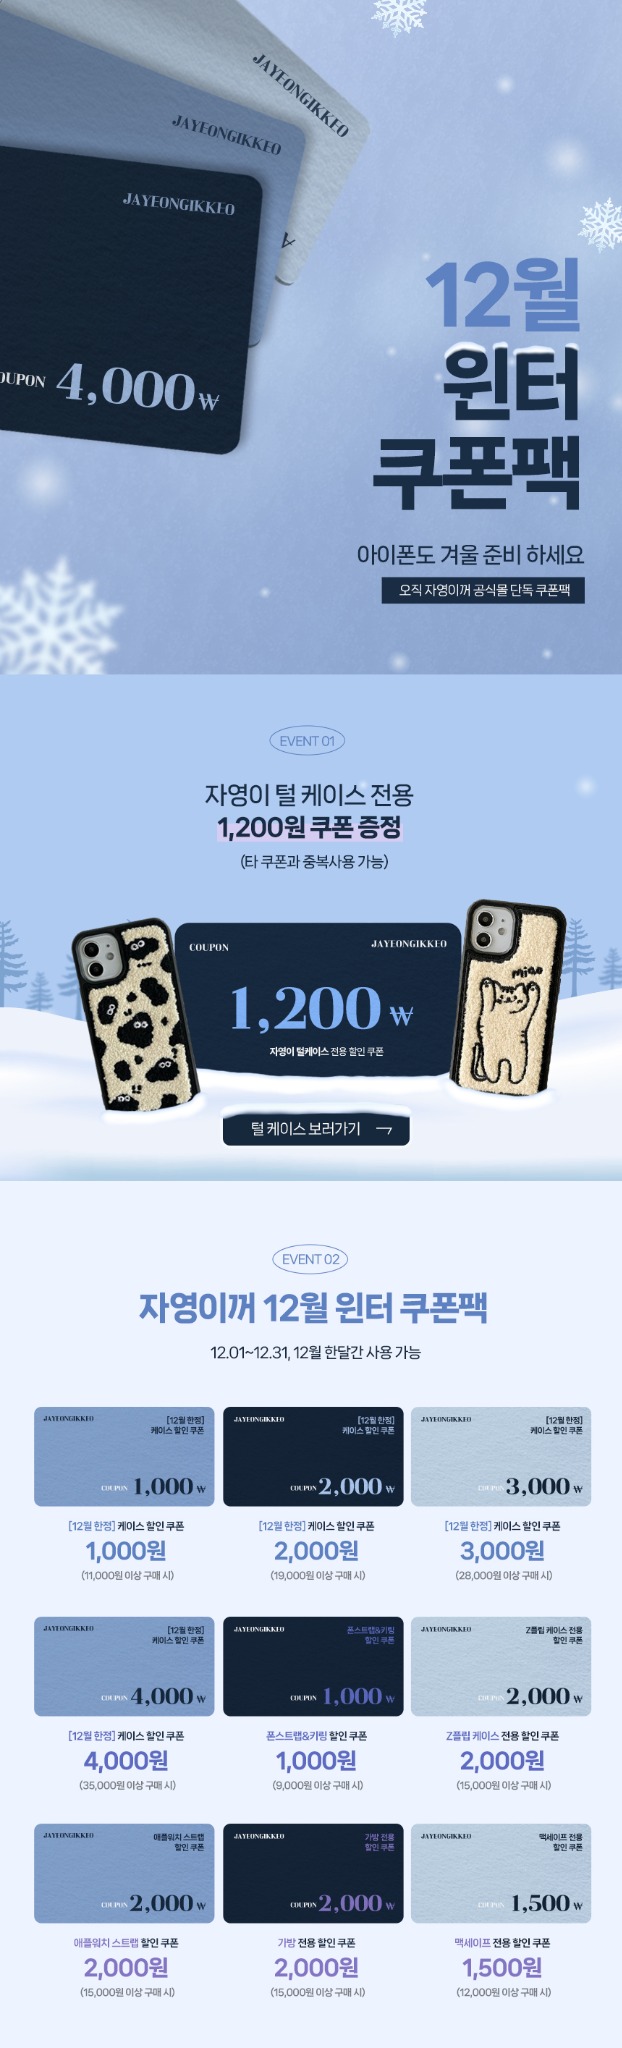 JAYEONGIKKEO
JAYEONGIKKEO
JAYEONGIKKEO
4,000₩
12월
윈터
쿠폰팩
아이폰도 겨울 준비 하세요
오직 자영이꺼 공식몰 단독 쿠폰팩
EVENT 01
자영이 털 케이스 전용
1,200원 쿠폰 증정
(타 쿠폰과 중복사용 가능)
COUPON JAYEONGIKKEO
miao
1,200 ₩
자영이 털케이스 전용 할인 쿠폰
털 케이스 보러가기 →
EVENT 02
자영이꺼 12월 윈터 쿠폰팩
12.01~12.31, 12월 한달간 사용 가능
JAYEONGIKKEO [12월 한정]
케이스 할인 쿠폰
COUPON 1,000 ₩
[12월 한정] 케이스 할인 쿠폰
1,000원
(11,000원 이상 구매 시)
JAYEONGIKKEO [12월 한정]
케이스 할인 쿠폰
COUPON 2,000 ₩
[12월 한정] 케이스 할인 쿠폰
2,000원
(19,000원 이상 구매 시)
JAYEONGIKKEO [12월 한정]
케이스 할인 쿠폰
COUPON 3,000 ₩
[12월 한정] 케이스 할인 쿠폰
3,000원
(28,000원 이상 구매 시)
JAYEONGIKKEO [12월 한정]
케이스 할인 쿠폰
COUPON 4,000 ₩
[12월 한정] 케이스 할인 쿠폰
4,000원
(35,000원 이상 구매 시)
JAYEONGIKKEO 폰스트랩&키링
할인 쿠폰
COUPON 1,000 ₩
폰스트랩&키링 할인 쿠폰
1,000원
(9,000원 이상 구매 시)
JAYEONGIKKEO Z플립 케이스 전용
할인 쿠폰
COUPON 2,000 ₩
Z플립 케이스 전용 할인 쿠폰
2,000원
(15,000원 이상 구매 시)
JAYEONGIKKEO 애플워치 스트랩
할인 쿠폰
COUPON 2,000 ₩
애플워치 스트랩 할인 쿠폰
2,000원
(15,000원 이상 구매 시)
JAYEONGIKKEO 가방 전용
할인 쿠폰
COUPON 2,000 ₩
가방 전용 할인 쿠폰
2,000원
(15,000원 이상 구매 시)
JAYEONGIKKEO 맥세이프 전용
할인 쿠폰
COUPON 1,500 ₩
맥세이프 전용 할인 쿠폰
1,500원
(12,000원 이상 구매 시)